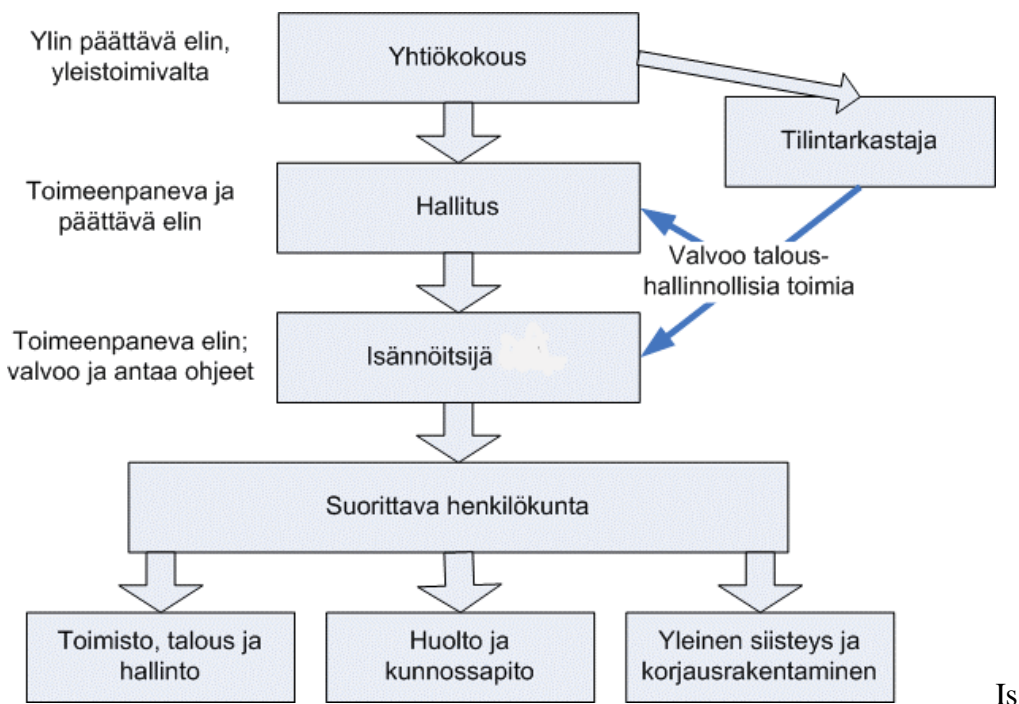 Ylin päättävä elin,
yleistoimivalta
Yhtiökokous
Tilintarkastaja
Toimeenpaneva ja
päättävä elin
Hallitus
Valvoo talous-
hallinnollisia toimia
Toimeenpaneva elin;
valvoo ja antaa ohjeet
Isännöitsijä
Suorittava henkilökunta
Toimisto, talous ja
hallinto
Huolto ja
kunnossapito
Yleinen siisteys ja
korjausrakentaminen
Is